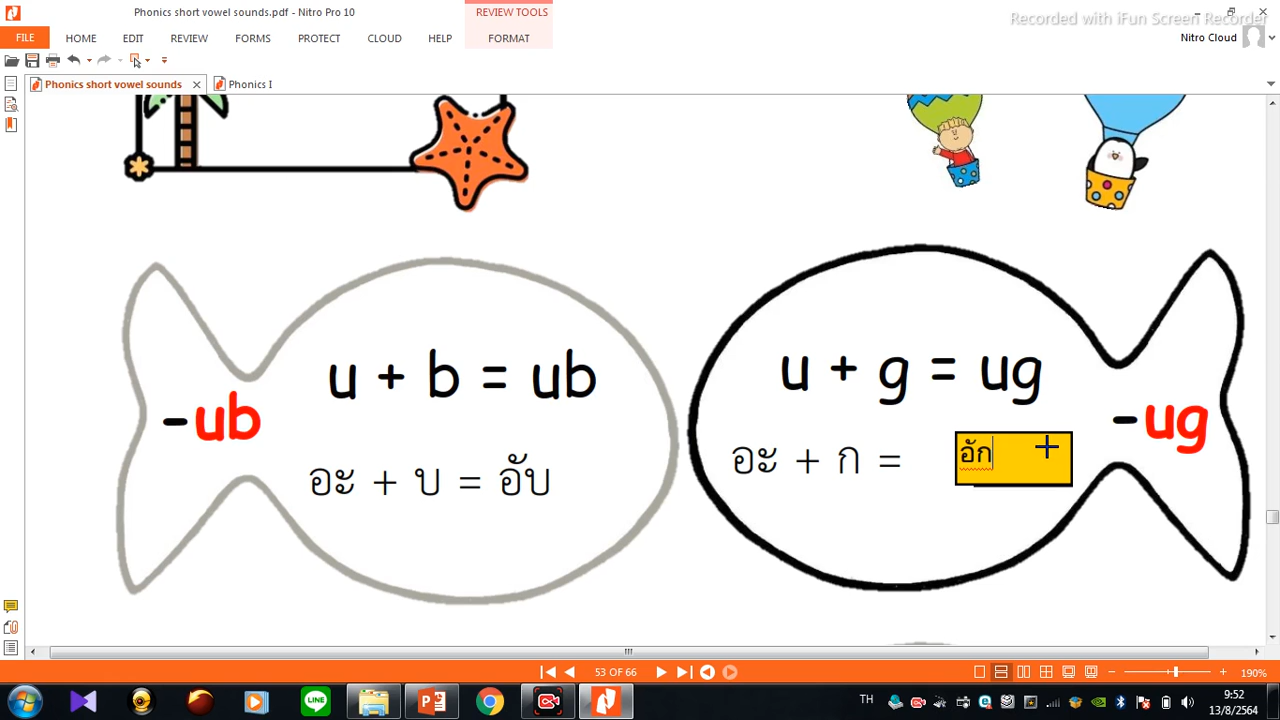 Phonics short vowel sounds.pdf - Nitro Pro 10
REVIEW TOOLS
Recorded with iFun Screen Recorder
FILE HOME EDIT REVIEW FORMS PROTECT CLOUD HELP FORMAT
Nitro Cloud
Phonics short vowel sounds
Phonics I
u + b = ub
-ub
อะ + บ = อับ
u + g = ug
-ug
อะ + ก = อัก
53 OF 66
190%
TH
9:52
13/8/2564
LINE